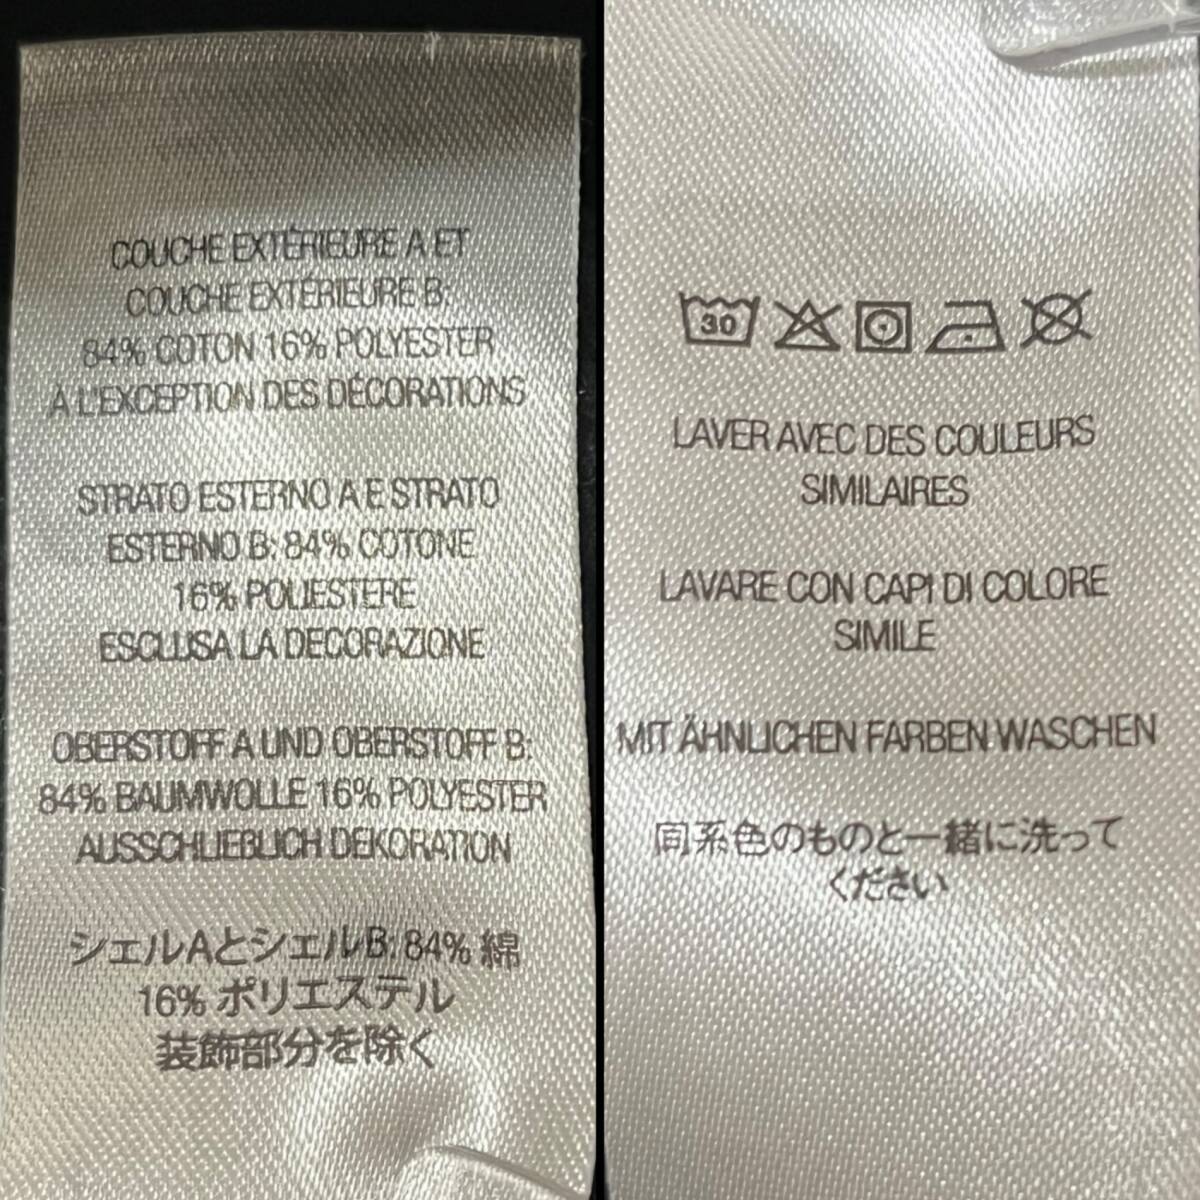 COUCHE EXTÉRIEURE A ET
COUCHE EXTÉRIEURE B:
84% COTON 16% POLYESTER
À L'EXCEPTION DES DÉCORATIONS
STRATO ESTERNO A E STRATO
ESTERNO B: 84% COTONE
16% POLIESTERE
ESCLUSA LA DECORAZIONE
OBERSTOFF A UND OBERSTOFF B:
84% BAUMWOLLE 16% POLYESTER
AUSSCHLIEBLICH DEKORATION
シェルAとシェルB: 84% 綿
16% ポリエステル
装飾部分を除く
30
LAVER AVEC DES COULEURS
SIMILAIRES
LAVARE CON CAPI DI COLORE
SIMILE
MIT ÄHNLICHEN FARBEN WASCHEN
同系色のものと一緒に洗って
ください